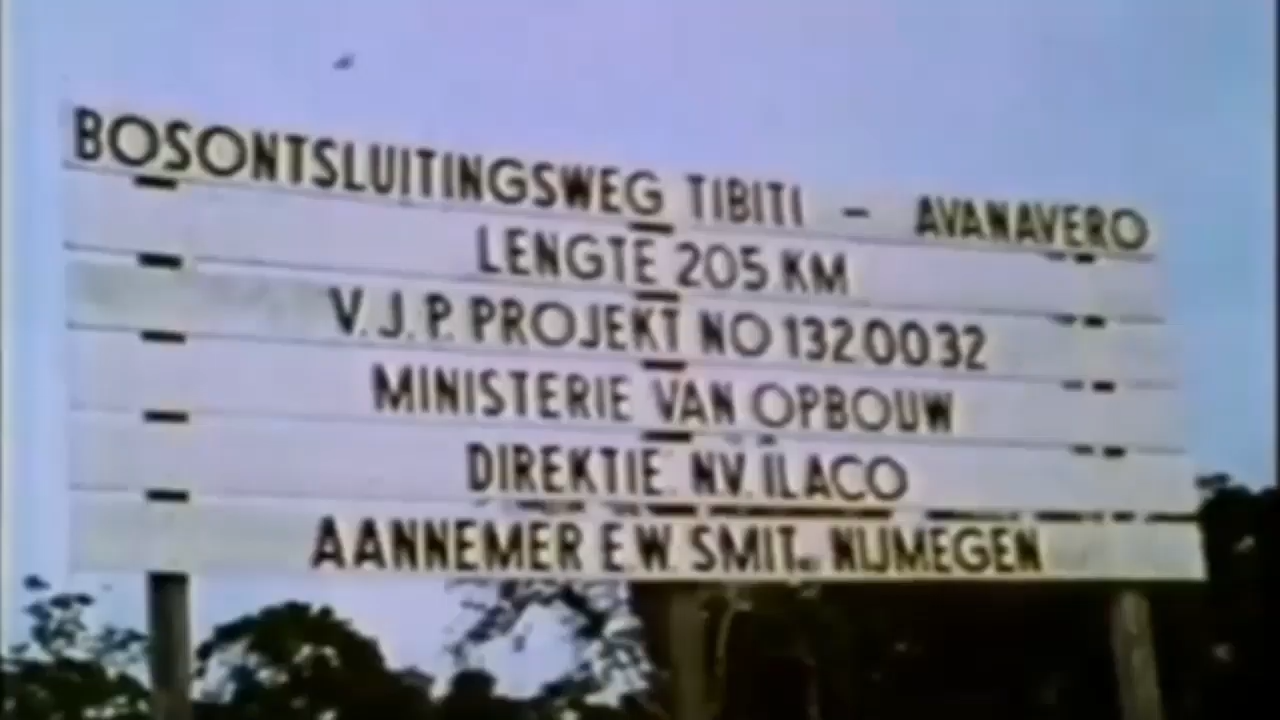 BOSONTSLUITINGSWEG TIBITI - AVANAVERO
LENGTE 205 KM
V.J.P. PROJEKT NO 1320032
MINISTERIE VAN OPBOUW
DIREKTIE. NV. ILACO
AANNEMER E.W. SMIT. NIJMEGEN